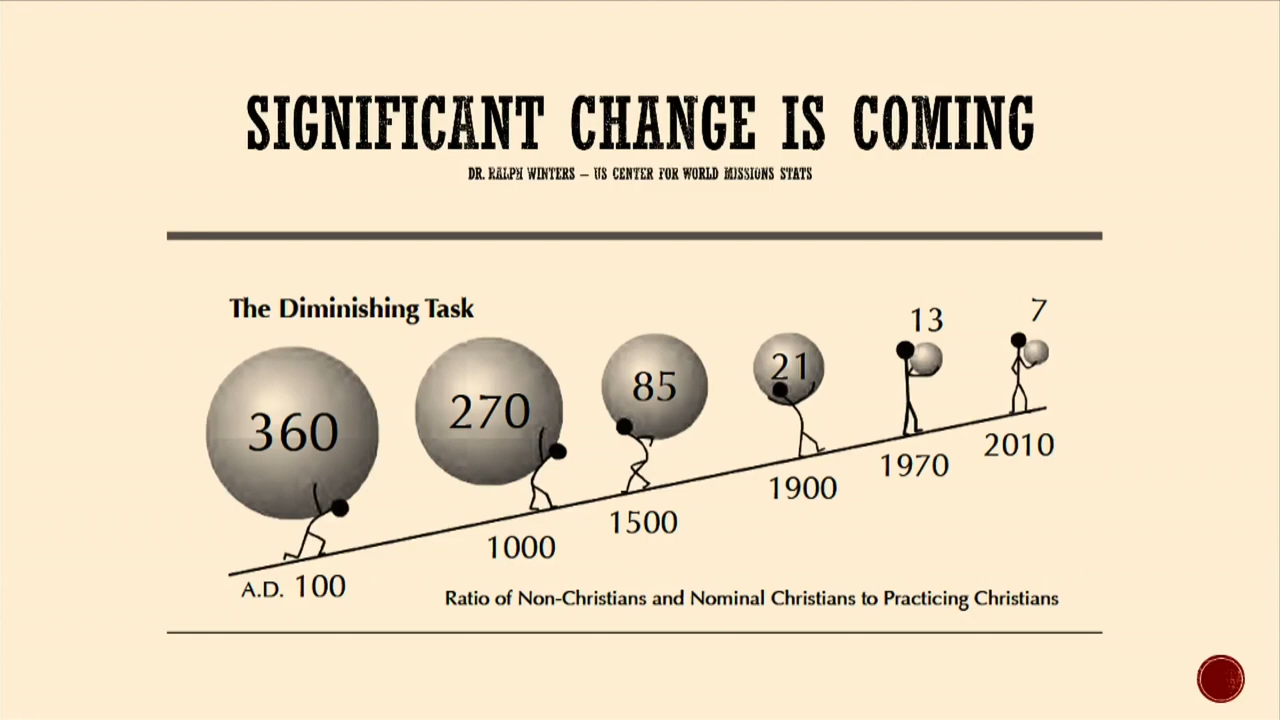 SIGNIFICANT CHANGE IS COMING
DR. RALPH WINTERS – US CENTER FOR WORLD MISSIONS STATS
The Diminishing Task
360
270
85
21
13
7
A.D. 100
1000
1500
1900
1970
2010
Ratio of Non-Christians and Nominal Christians to Practicing Christians